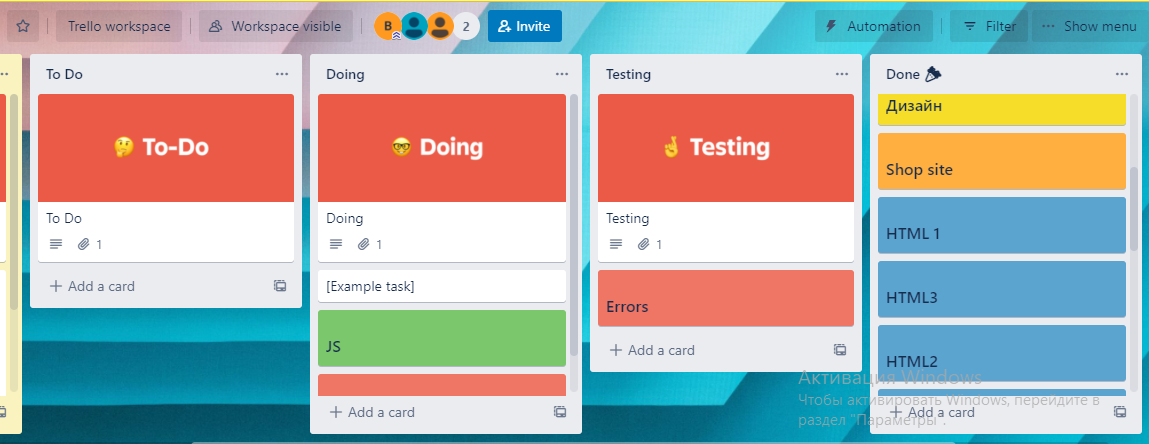 Trello workspace
Workspace visible
B
2
Invite
Automation
Filter
Show menu
To Do
To-Do
To Do
1
Add a card
Doing
Doing
Doing
1
[Example task]
JS
Add a card
Testing
Testing
Testing
1
Errors
Add a card
Done
Дизайн
Shop site
HTML 1
HTML3
HTML2
Add a card
Активация Windows
Чтобы активировать Windows, перейдите в
раздел "Параметры".